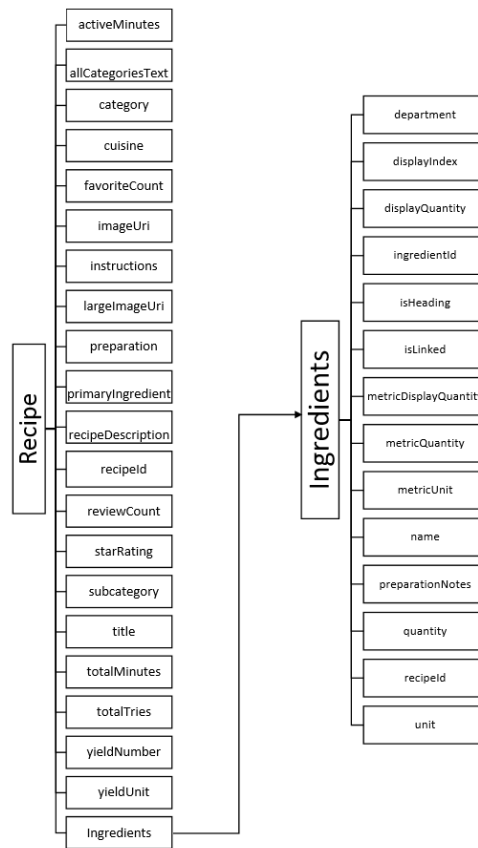 Recipe
activeMinutes
allCategoriesText
category
cuisine
favoriteCount
imageUri
instructions
largeImageUri
preparation
primaryIngredient
recipeDescription
recipeId
reviewCount
starRating
subcategory
title
totalMinutes
totalTries
yieldNumber
yieldUnit
Ingredients
Ingredients
department
displayIndex
displayQuantity
ingredientId
isHeading
isLinked
metricDisplayQuantity
metricQuantity
metricUnit
name
preparationNotes
quantity
recipeId
unit